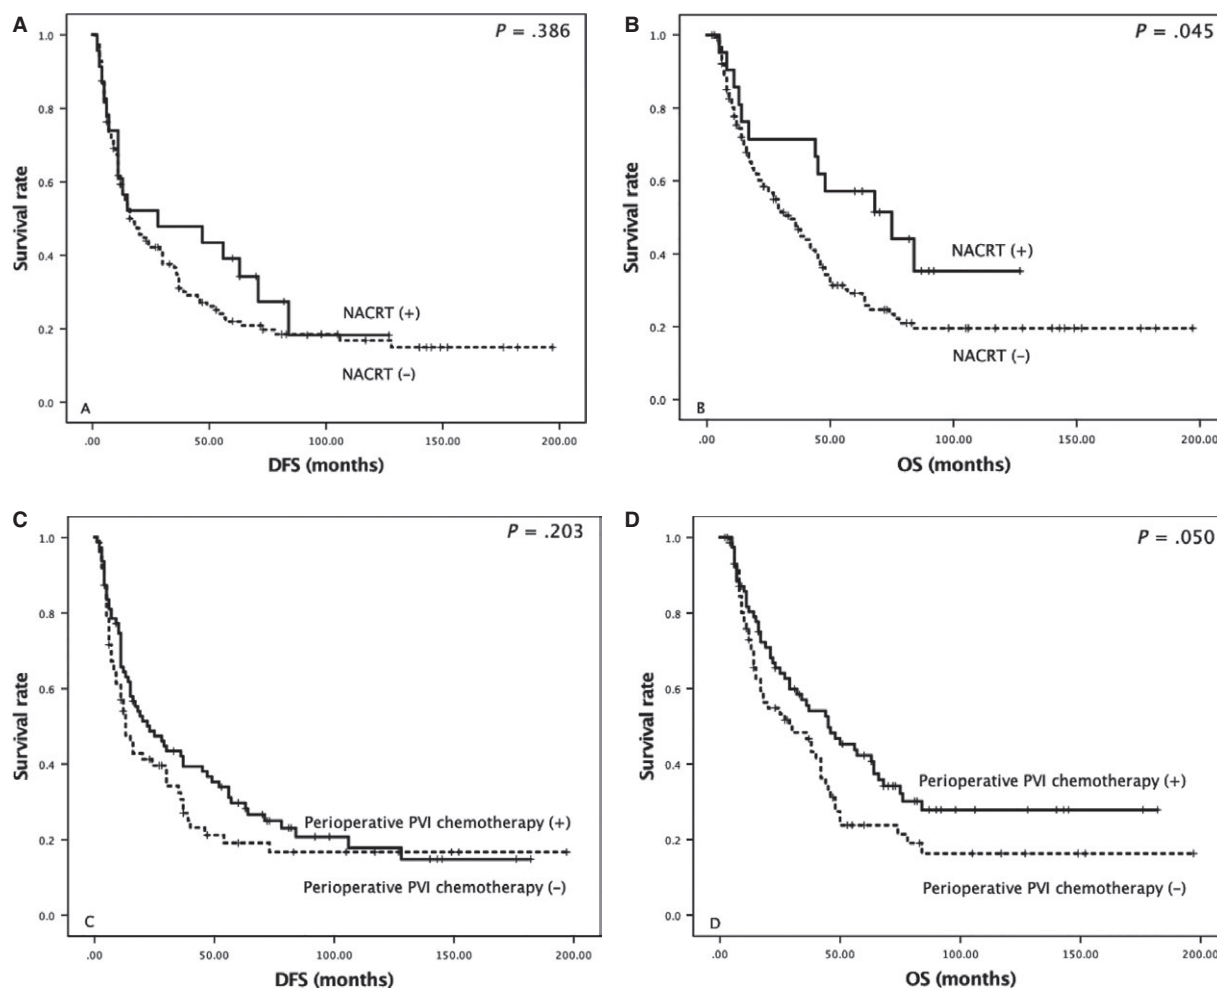 A
P = .386
1.0
0.8
0.6
0.4
0.2
0.0
Survival rate
NACRT (+)
NACRT (–)
A
.00
50.00
100.00
150.00
200.00
DFS (months)
B
P = .045
1.0
0.8
0.6
0.4
0.2
0.0
Survival rate
NACRT (+)
NACRT (–)
B
.00
50.00
100.00
150.00
200.00
OS (months)
C
P = .203
1.0
0.8
0.6
0.4
0.2
0.0
Survival rate
Perioperative PVI chemotherapy (+)
Perioperative PVI chemotherapy (–)
C
.00
50.00
100.00
150.00
200.00
DFS (months)
D
P = .050
1.0
0.8
0.6
0.4
0.2
0.0
Survival rate
Perioperative PVI chemotherapy (+)
Perioperative PVI chemotherapy (–)
D
.00
50.00
100.00
150.00
200.00
OS (months)